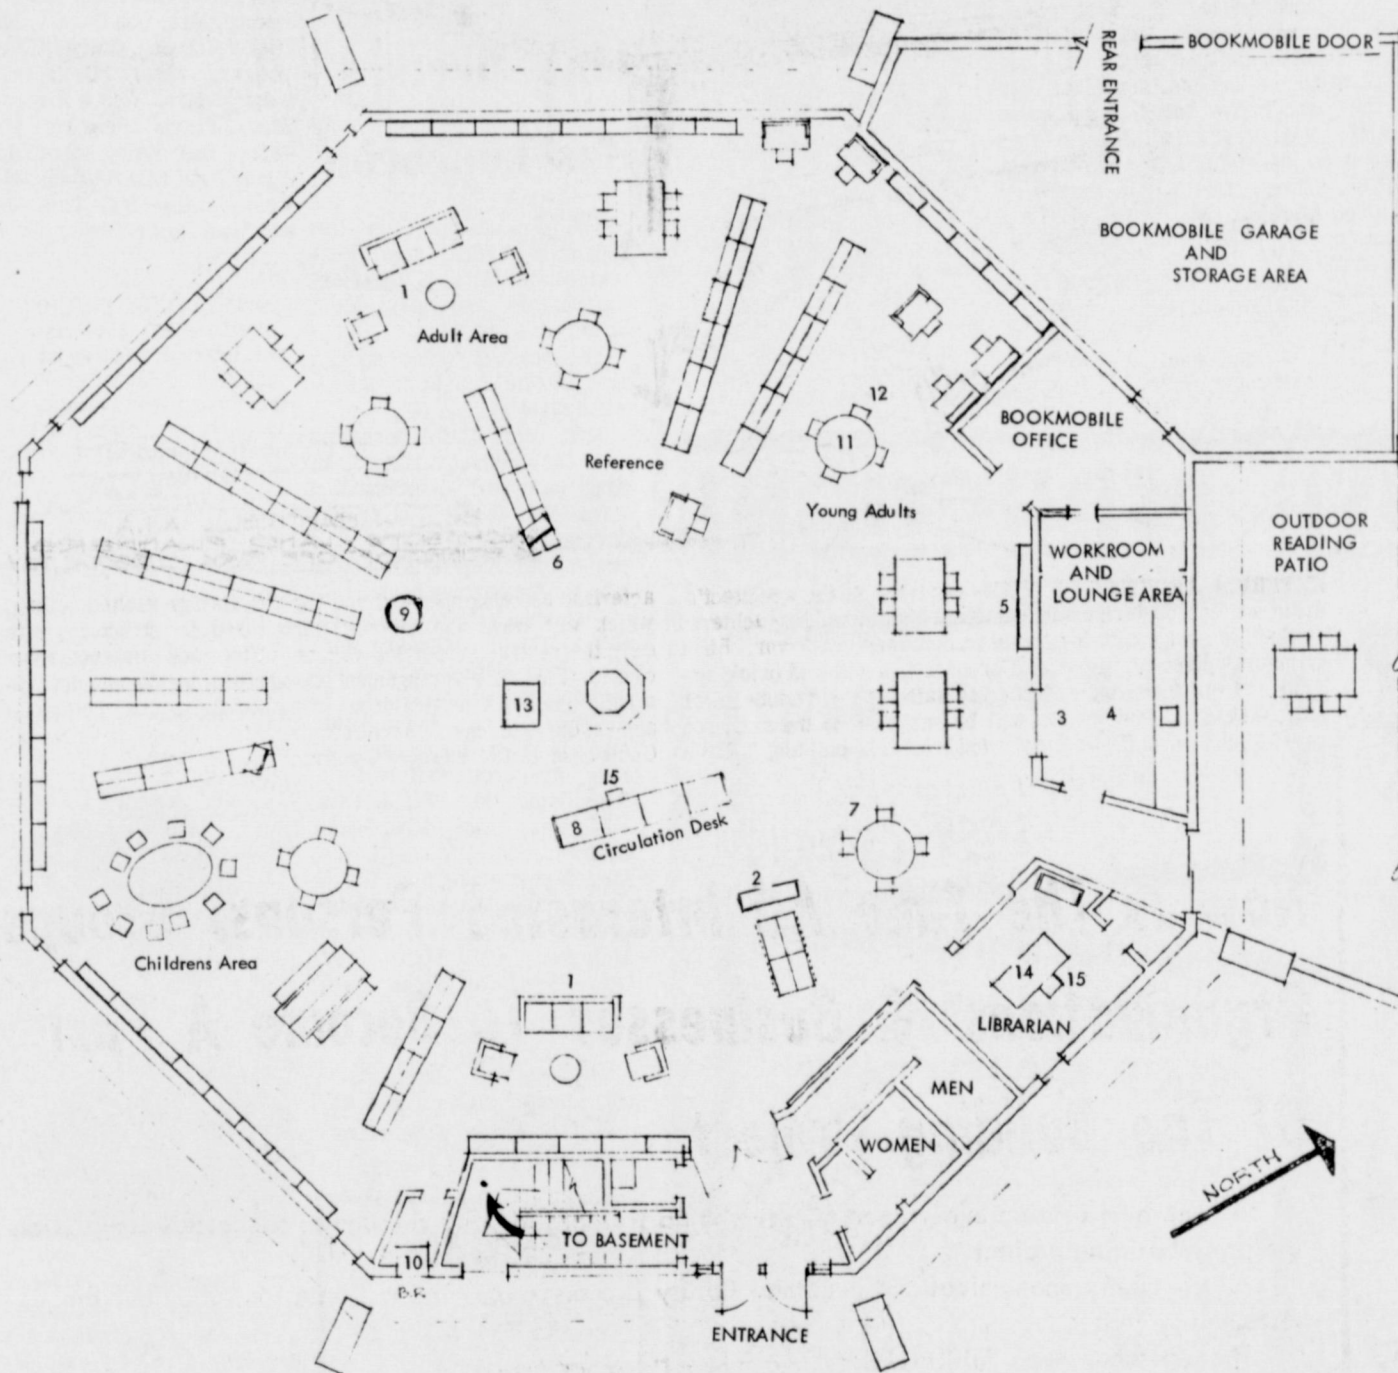 REAR ENTRANCE
BOOKMOBILE DOOR
BOOKMOBILE GARAGE
AND
STORAGE AREA
1
Adult Area
12
11
BOOKMOBILE
OFFICE
Reference
Young Adults
6
OUTDOOR
READING
PATIO
WORKROOM
AND
LOUNGE AREA
5
9
13
3
4
15
8
Circulation Desk
7
2
Childrens Area
1
14
15
LIBRARIAN
MEN
WOMEN
NORTH
TO BASEMENT
10
B.R.
ENTRANCE